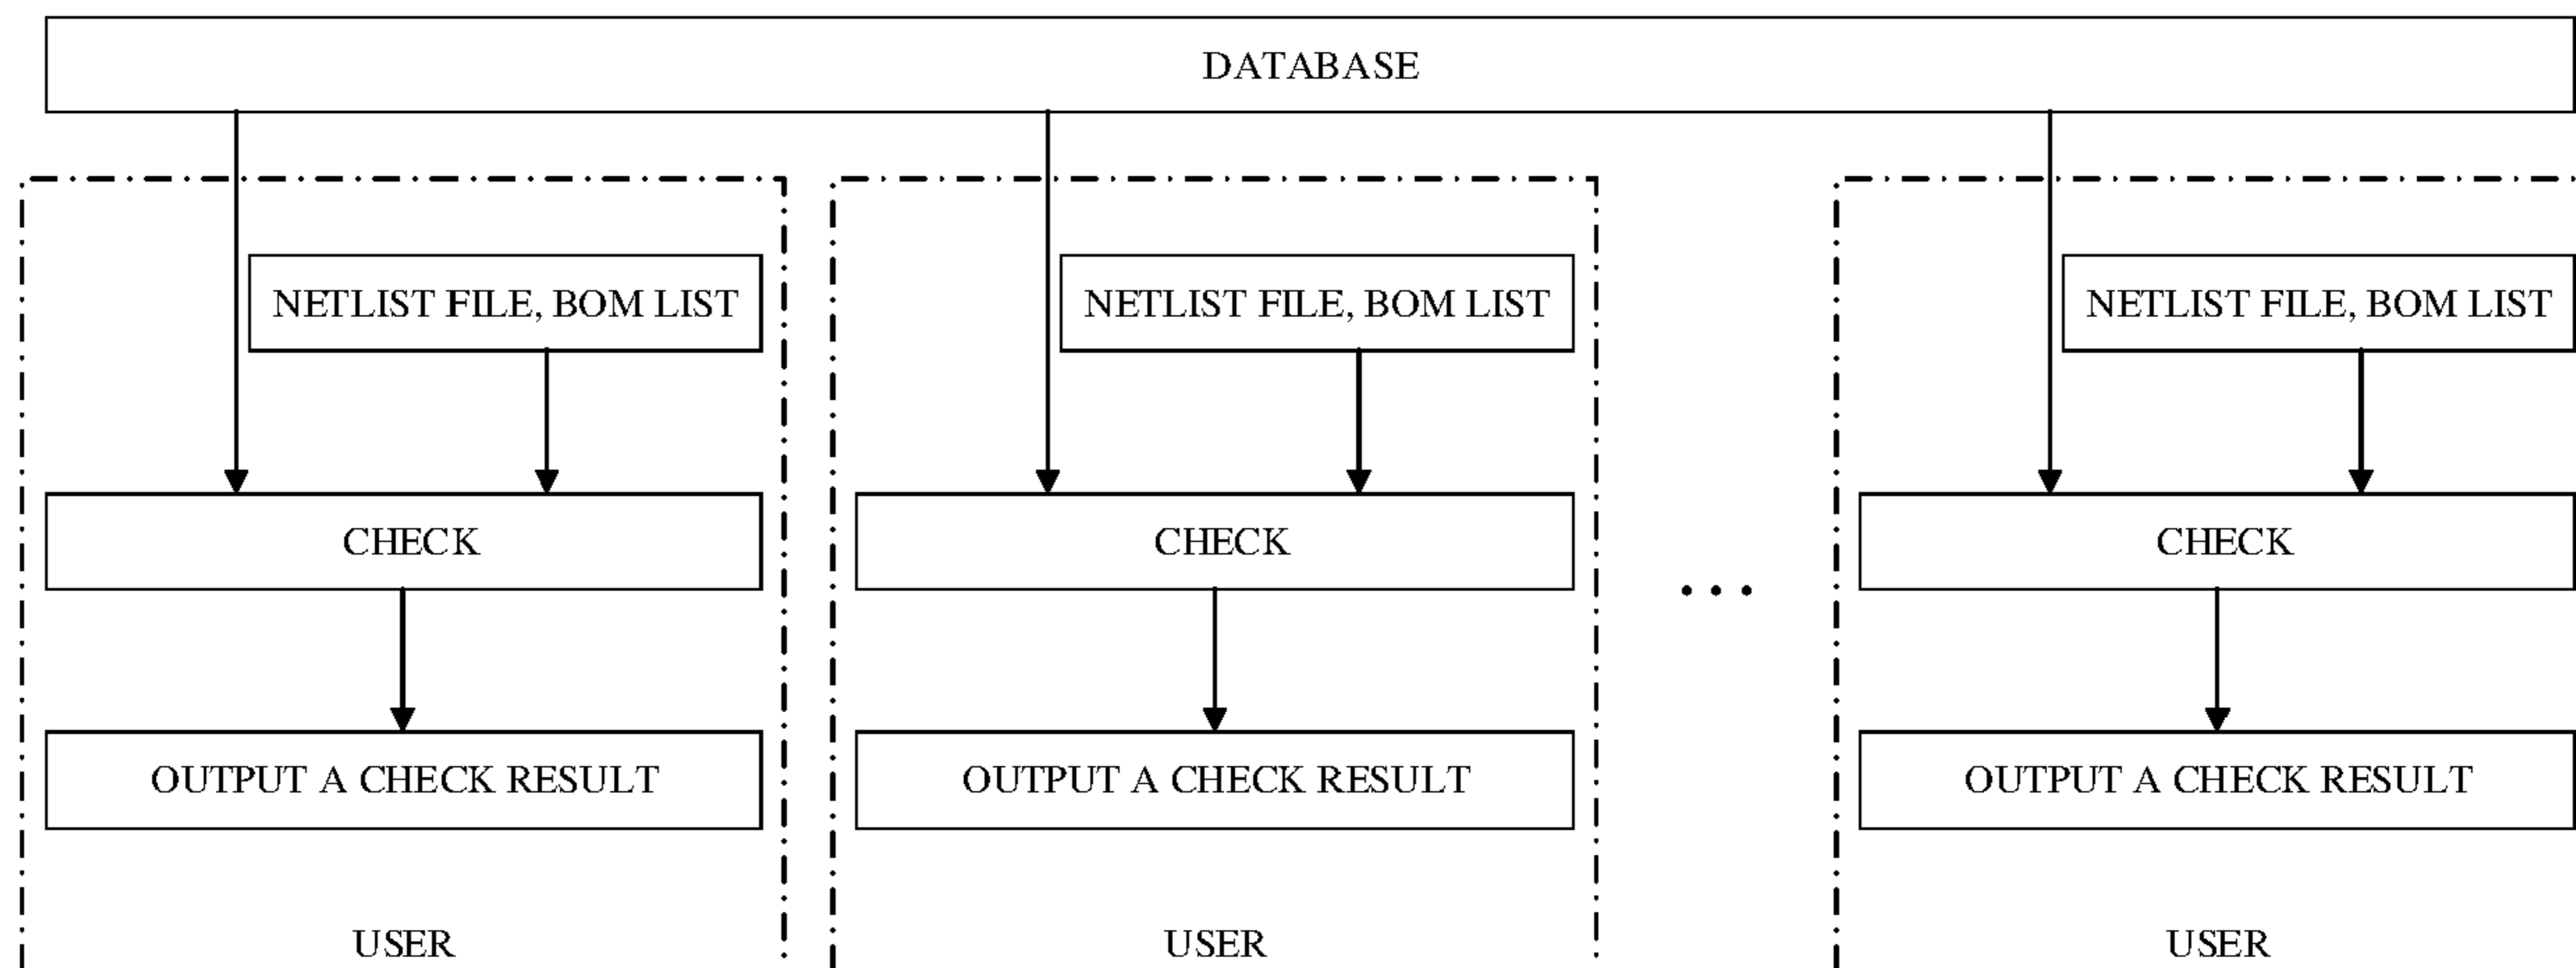 DATABASE
NETLIST FILE, BOM LIST
NETLIST FILE, BOM LIST
NETLIST FILE, BOM LIST
CHECK
CHECK
...
CHECK
OUTPUT A CHECK RESULT
OUTPUT A CHECK RESULT
OUTPUT A CHECK RESULT
USER
USER
USER